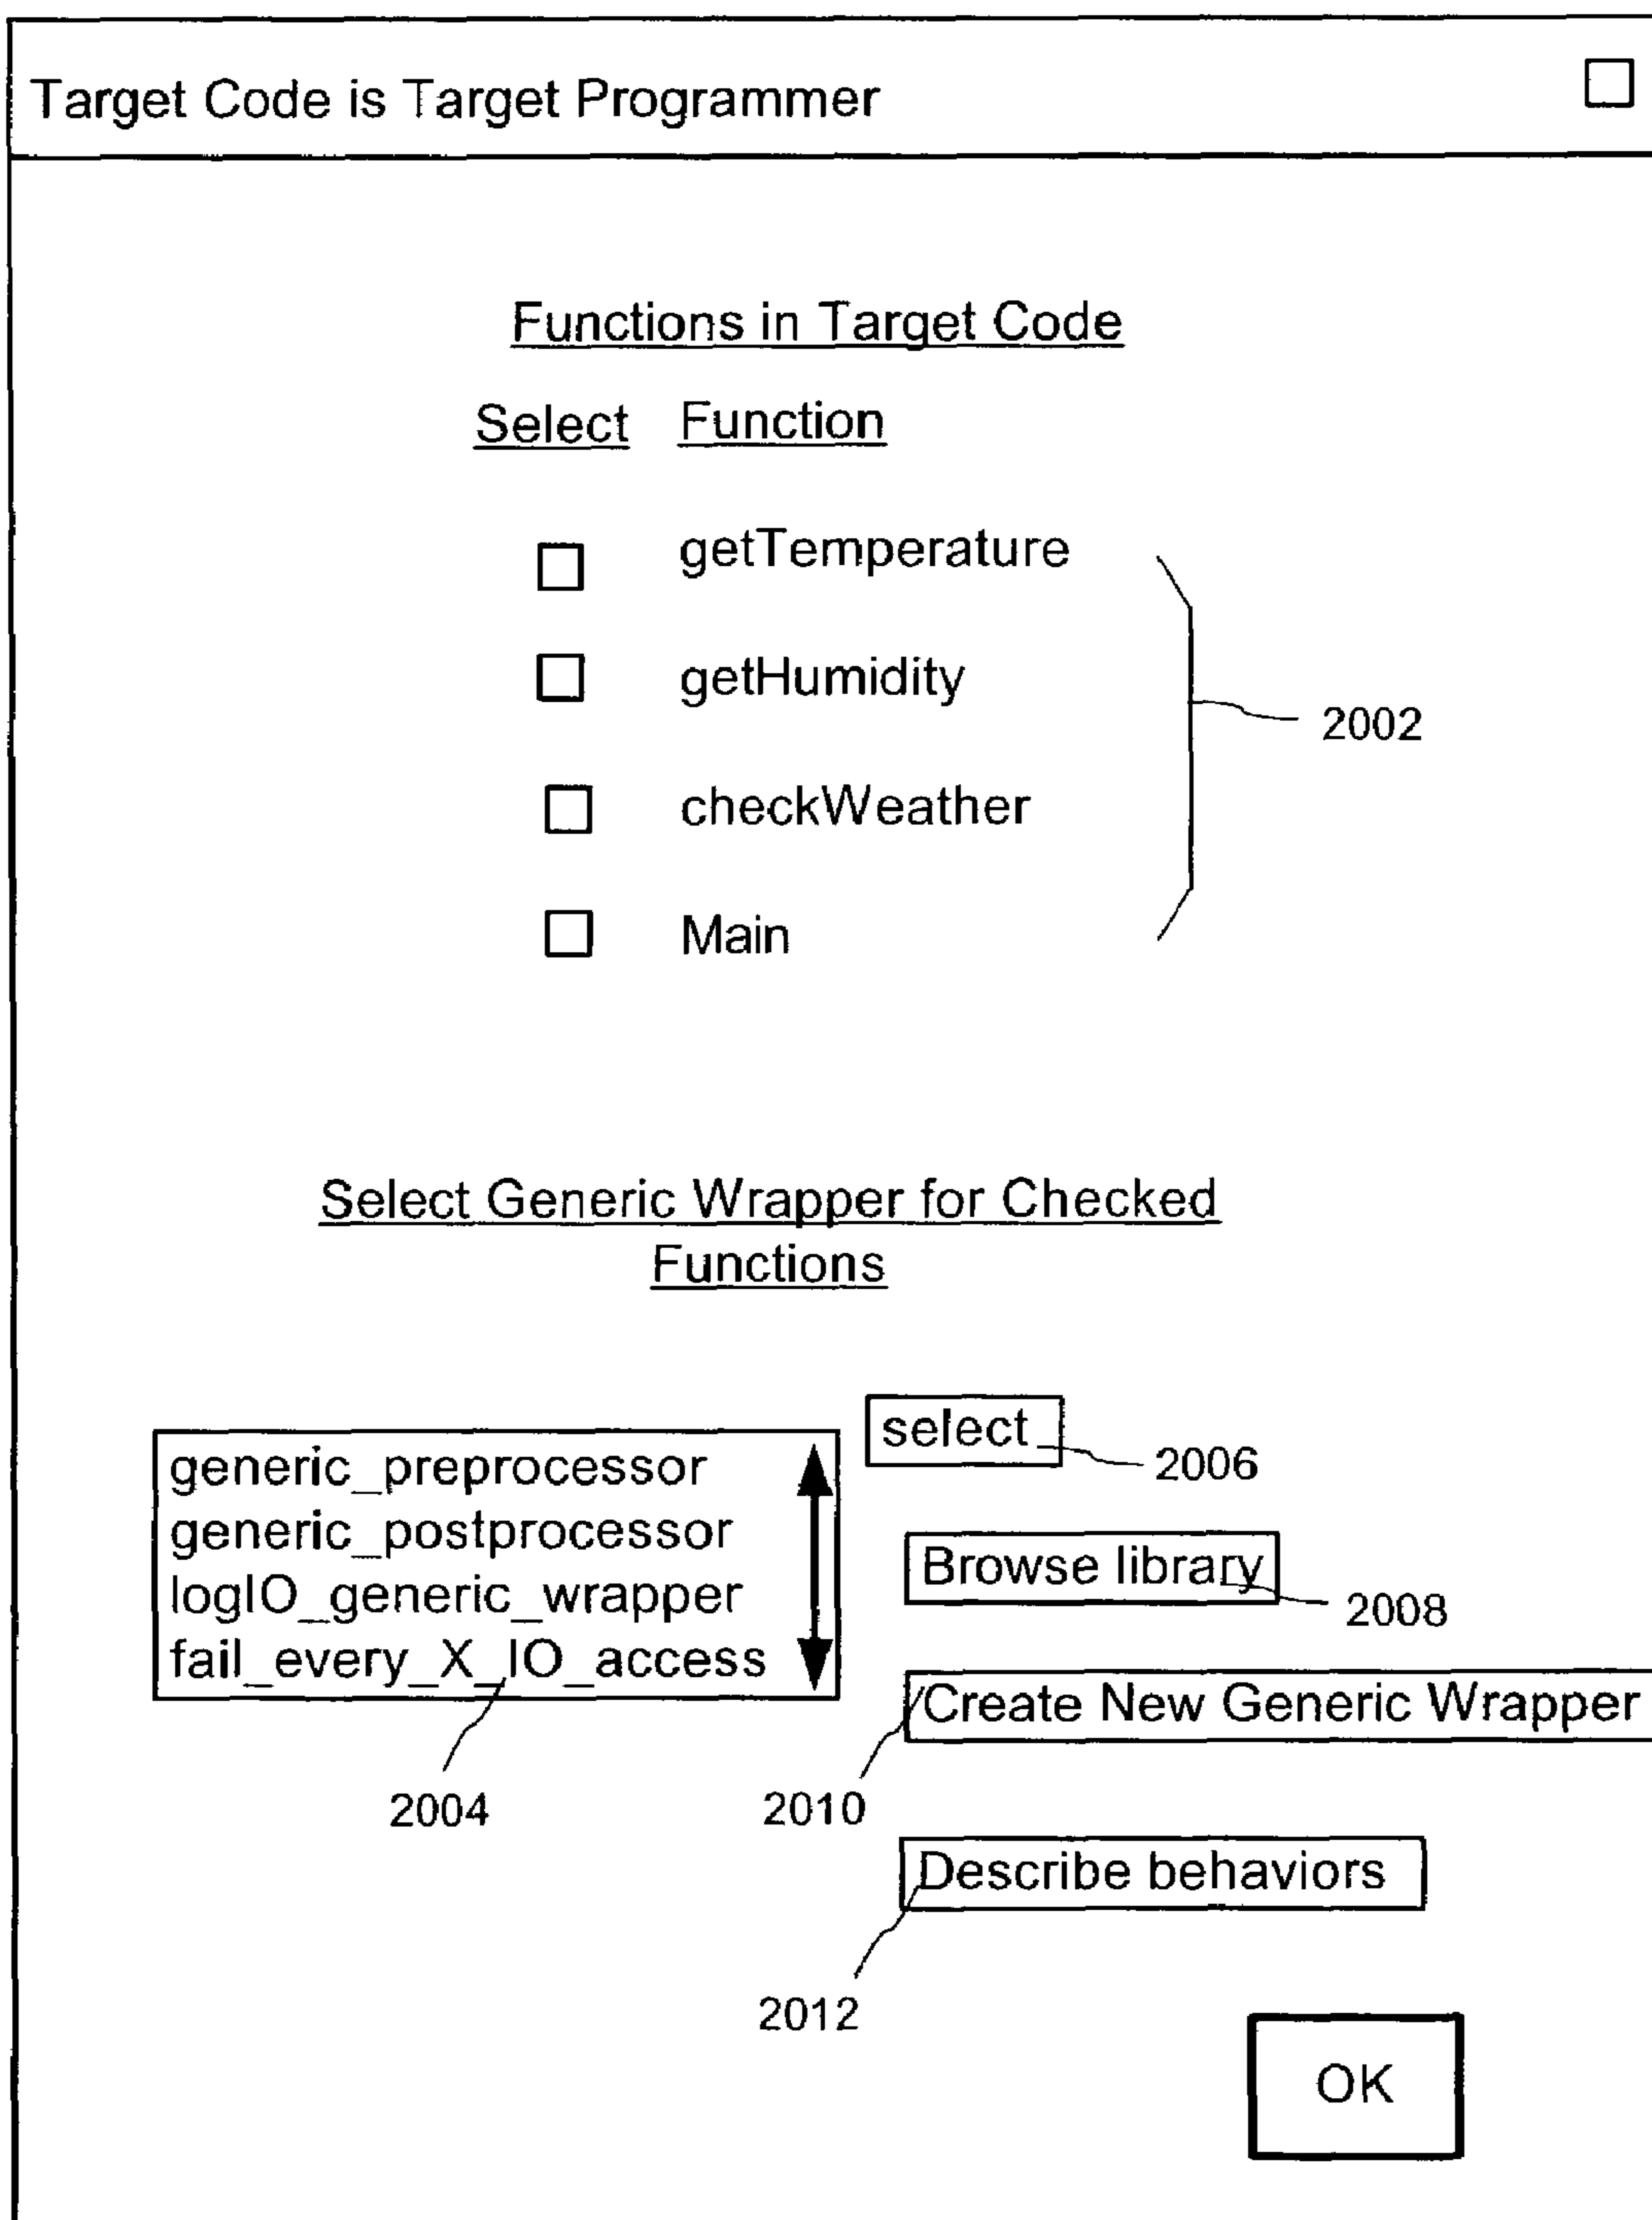 Target Code is Target Programmer
Functions in Target Code
Select Function
getTemperature
getHumidity
2002
checkWeather
Main
Select Generic Wrapper for Checked
Functions
select
2006
generic_preprocessor
generic_postprocessor
logIO_generic_wrapper
fail_every_X_IO_access
Browse library
2008
Create New Generic Wrapper
2004
2010
Describe behaviors
2012
OK